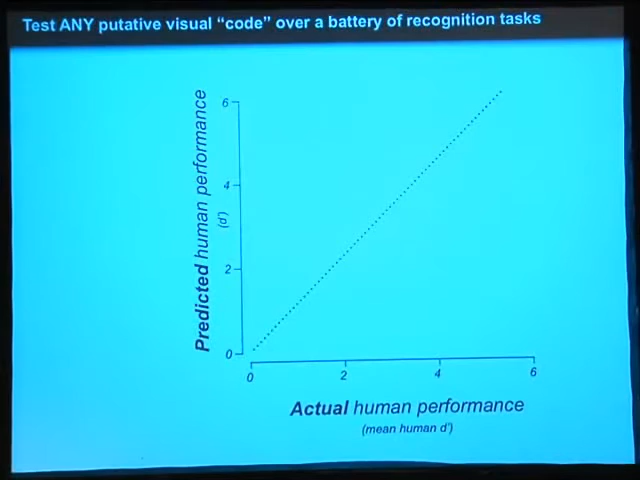 Test ANY putative visual “code” over a battery of recognition tasks
Predicted human performance
(d')
6
4
2
0
0
2
4
6
Actual human performance
(mean human d')